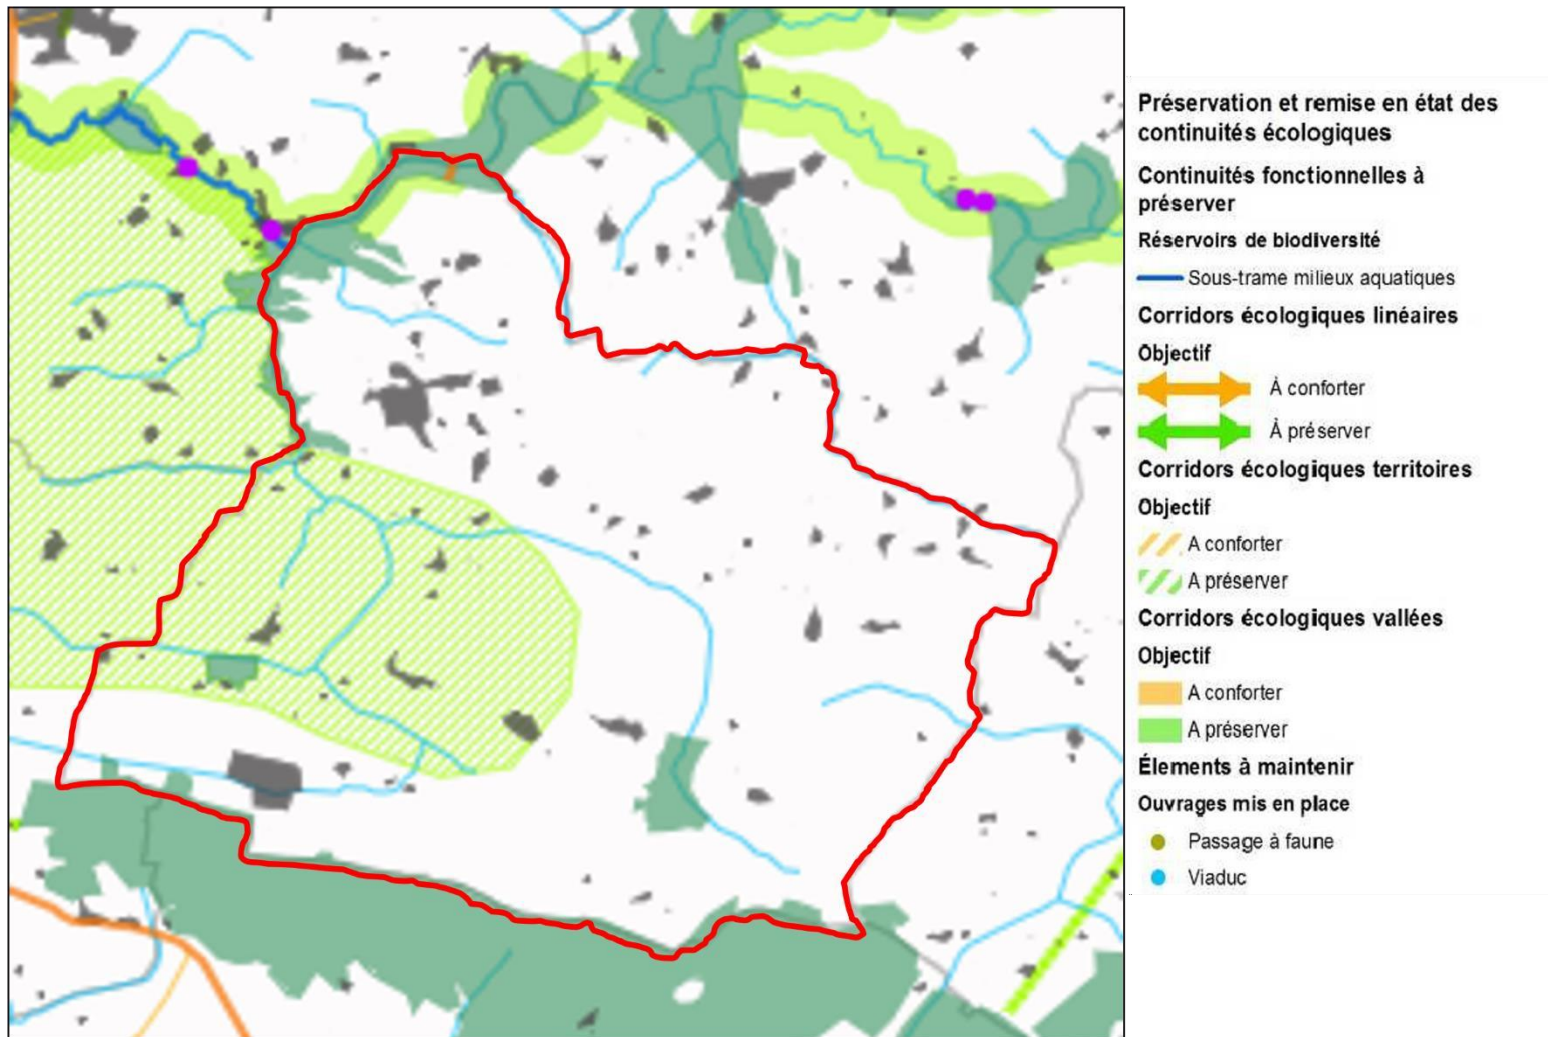 Préservation et remise en état des
continuités écologiques
Continuités fonctionnelles à
préserver
Réservoirs de biodiversité
Sous-trame milieux aquatiques
Corridors écologiques linéaires
Objectif
À conforter
À préserver
Corridors écologiques territoires
Objectif
A conforter
A préserver
Corridors écologiques vallées
Objectif
A conforter
A préserver
Élements à maintenir
Ouvrages mis en place
Passage à faune
Viaduc